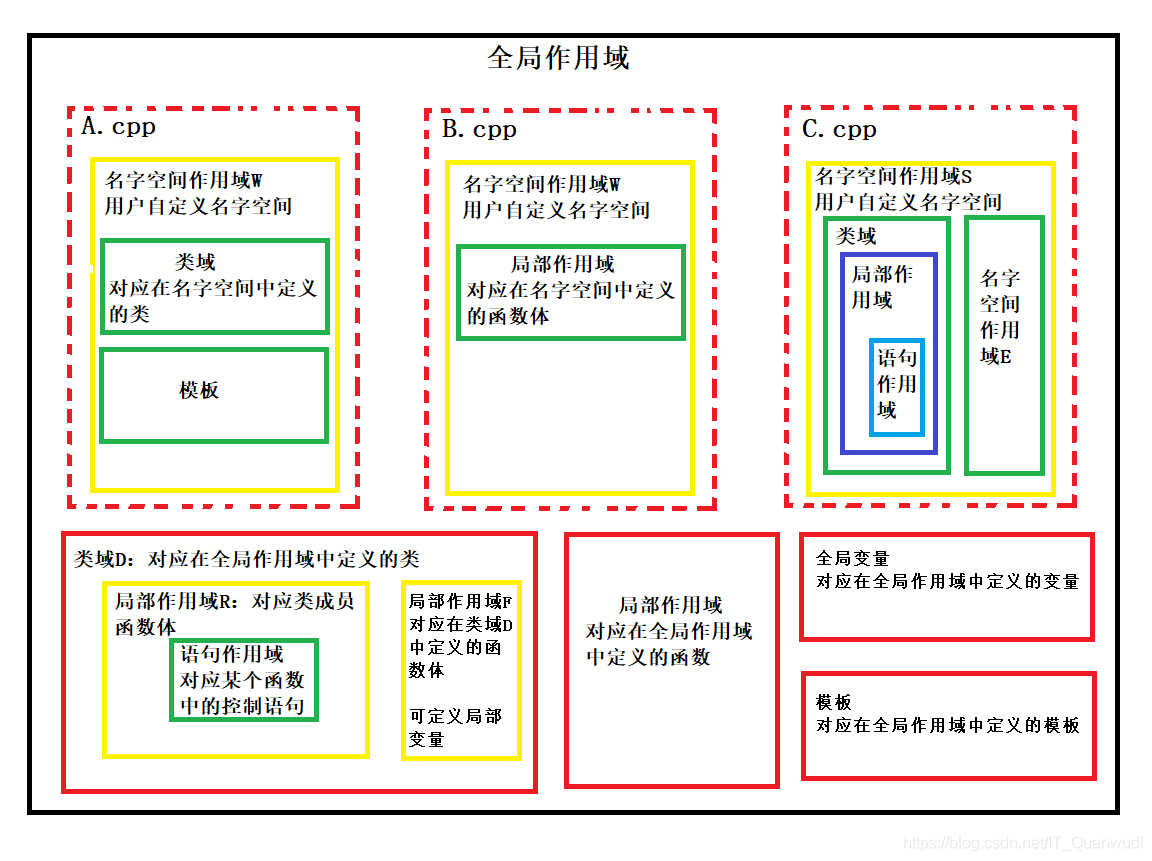 全局作用域
A.cpp
名字空间作用域W
用户自定义名字空间
类域
对应在名字空间中定义
的类
模板
B.cpp
名字空间作用域W
用户自定义名字空间
局部作用域
对应在名字空间中定义
的函数体
C.cpp
名字空间作用域S
用户自定义名字空间
类域
局部作
用域
语句
作用
域
名字
空间
作用
域E
类域D：对应在全局作用域中定义的类
局部作用域R：对应类成员
函数体
语句作用域
对应某个函数
中的控制语句
局部作用域F
对应在类域D
中定义的函
数体
可定义局部
变量
局部作用域
对应在全局作用域
中定义的函数
全局变量
对应在全局作用域中定义的变量
模板
对应在全局作用域中定义的模板
https://blog.csdn.net/IT_Quanwudi